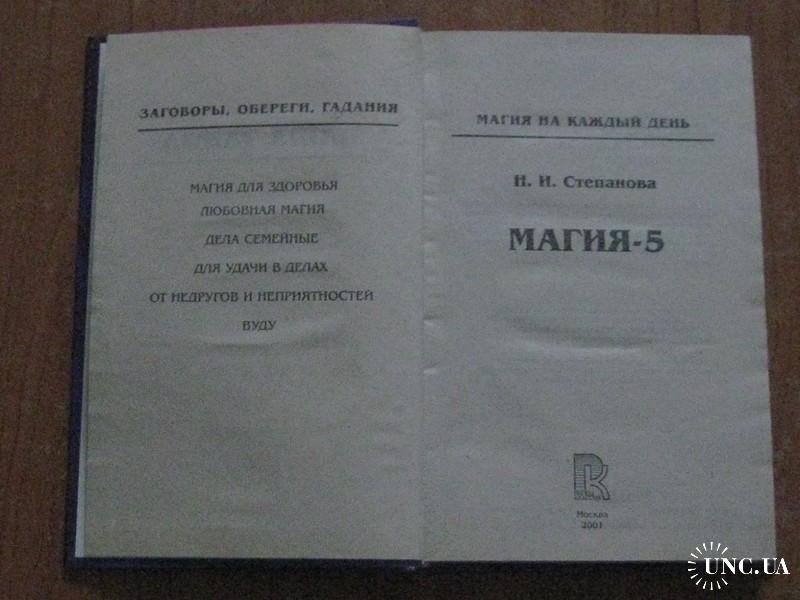 ЗАГОВОРЫ, ОБЕРЕГИ, ГАДАНИЯ
МАГИЯ ДЛЯ ЗДОРОВЬЯ
ЛЮБОВНАЯ МАГИЯ
ДЕЛА СЕМЕЙНЫЕ
ДЛЯ УДАЧИ В ДЕЛАХ
ОТ НЕДРУГОВ И НЕПРИЯТНОСТЕЙ
ВУДУ
МАГИЯ НА КАЖДЫЙ ДЕНЬ
Н. И. Степанова
МАГИЯ-5
РК
Москва
2001
UNC.UA